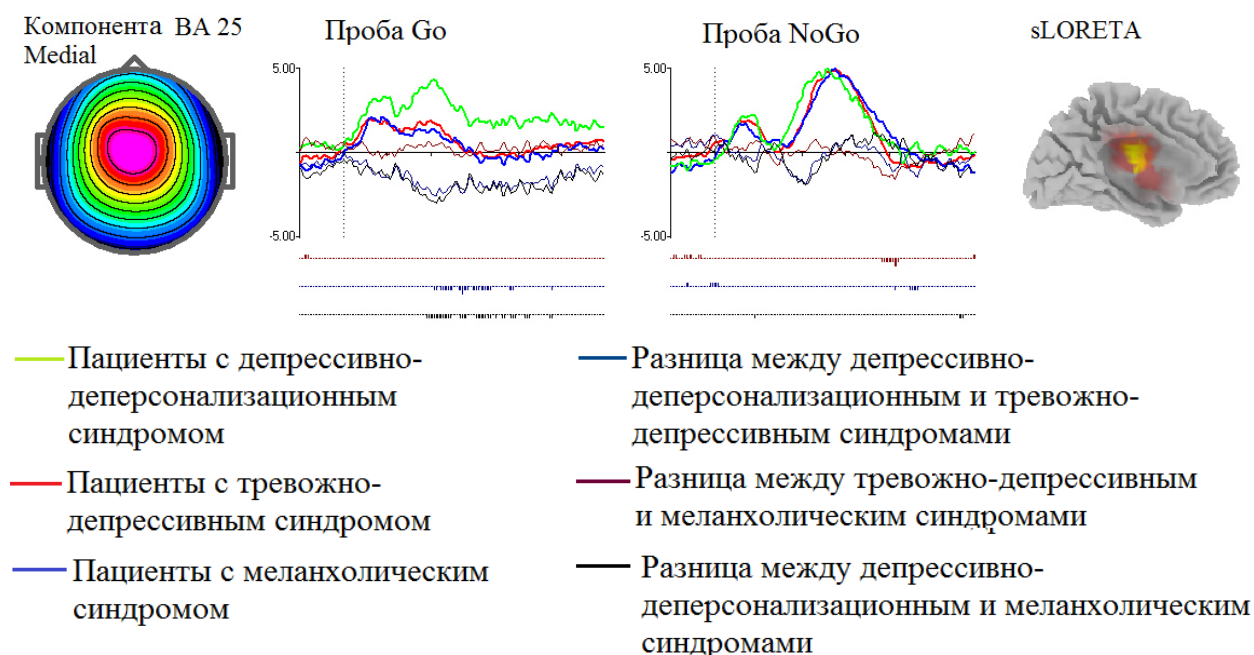 Компонента BA 25
Medial
Проба Go
Проба NoGo
sLORETA
5.00
-5.00
5.00
-5.00
Пациенты с депрессивно-
деперсонализационным
синдромом
Пациенты с тревожно-
депрессивным синдромом
Пациенты с меланхолическим
синдромом
Разница между депрессивно-
деперсонализационным и тревожно-
депрессивным синдромами
Разница между тревожно-депрессивным
и меланхолическим синдромами
Разница между депрессивно-
деперсонализационным и меланхолическим
синдромами